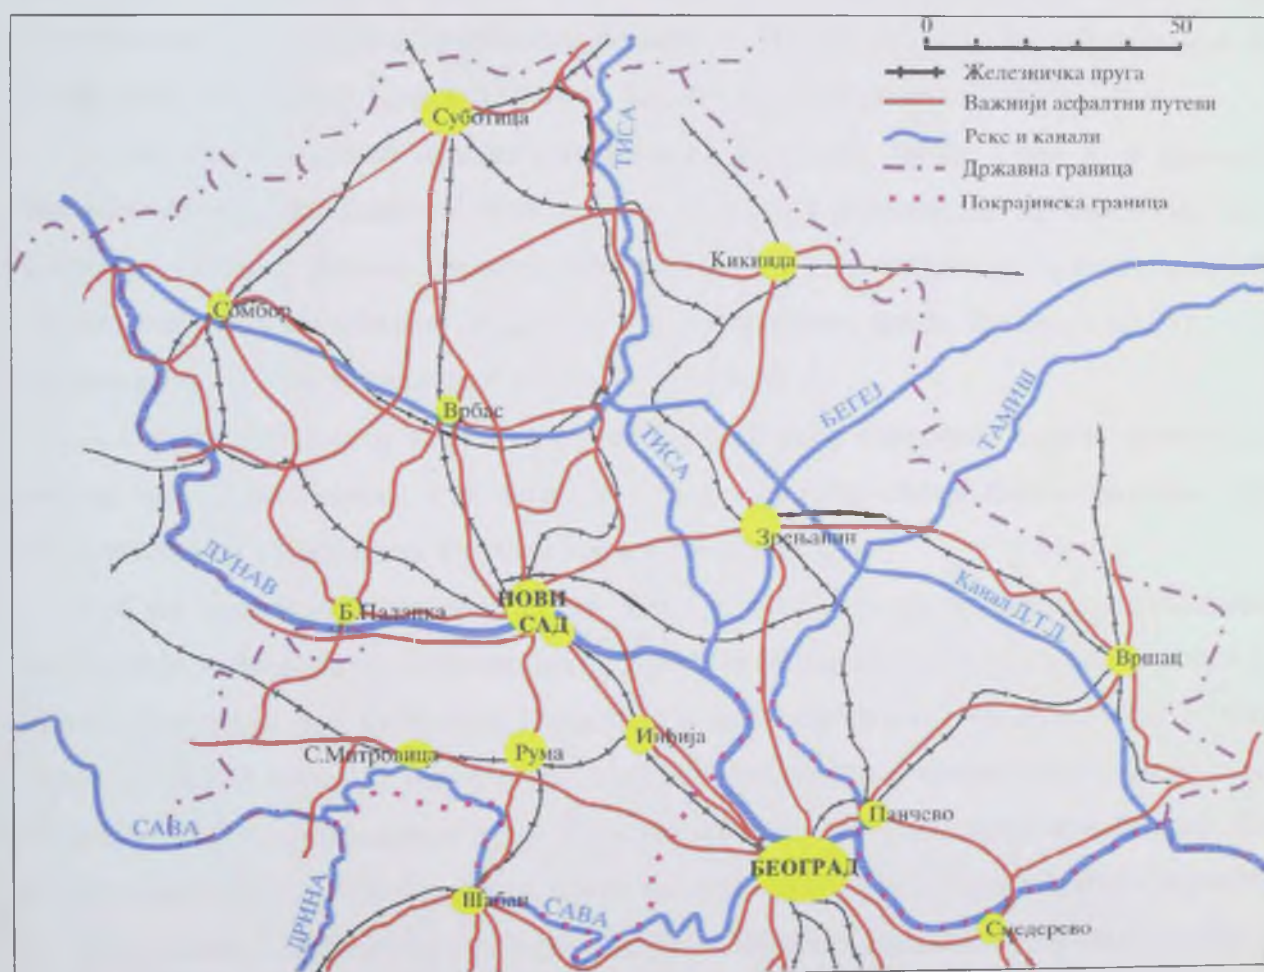 0 50
Железничка пруга
Важнији асфалтни путеви
Рекс и канали
Државна граница
Покрајинска граница
Суботица
ТИСА
Кикинда
Сомбор
БЕГЕЈ
ТАМИШ
Врбас
ТИСА
Зрењанин
ДУНАВ
Канал Д.Т.Д.
НОВИ
САД
Б.Паланка
Вршац
С.Митровица
Рума
Инђија
САВА
Панчево
БЕОГРАД
ДРИНА
Шабац
САВА
Смедерево